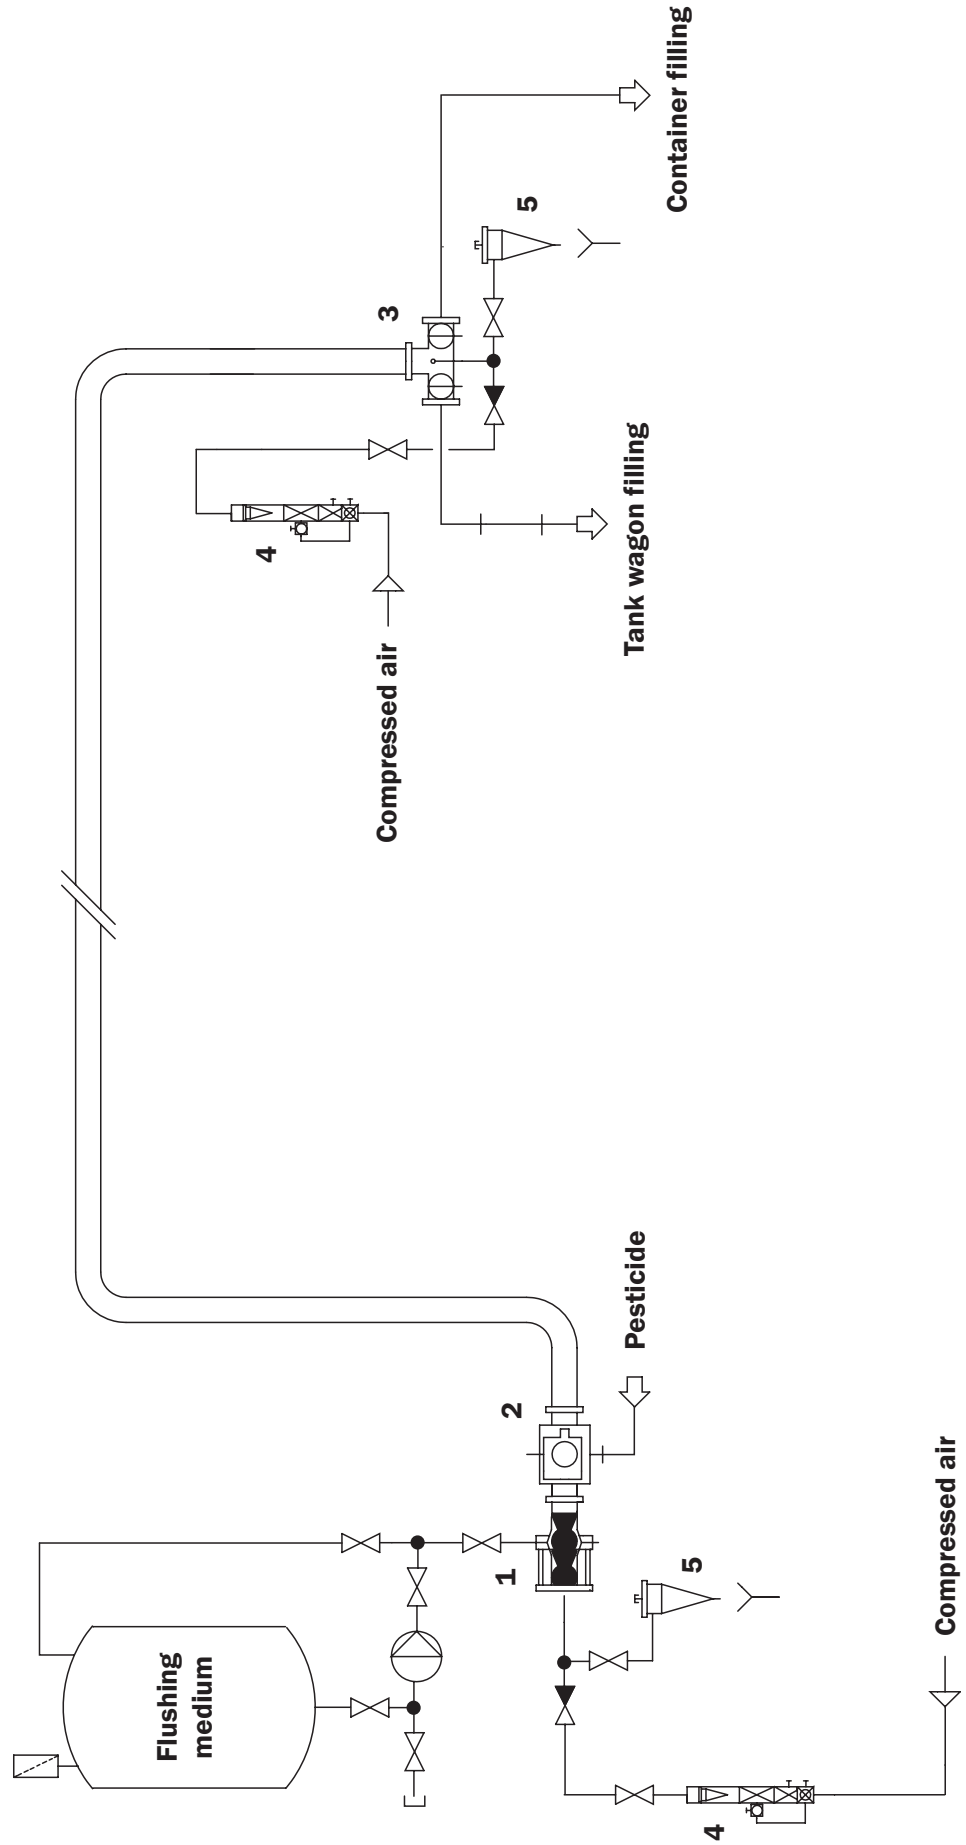 Flushing
medium
1
2
Pesticide
5
4
Compressed air
3
4
Compressed air
5
Tank wagon filling
Container filling